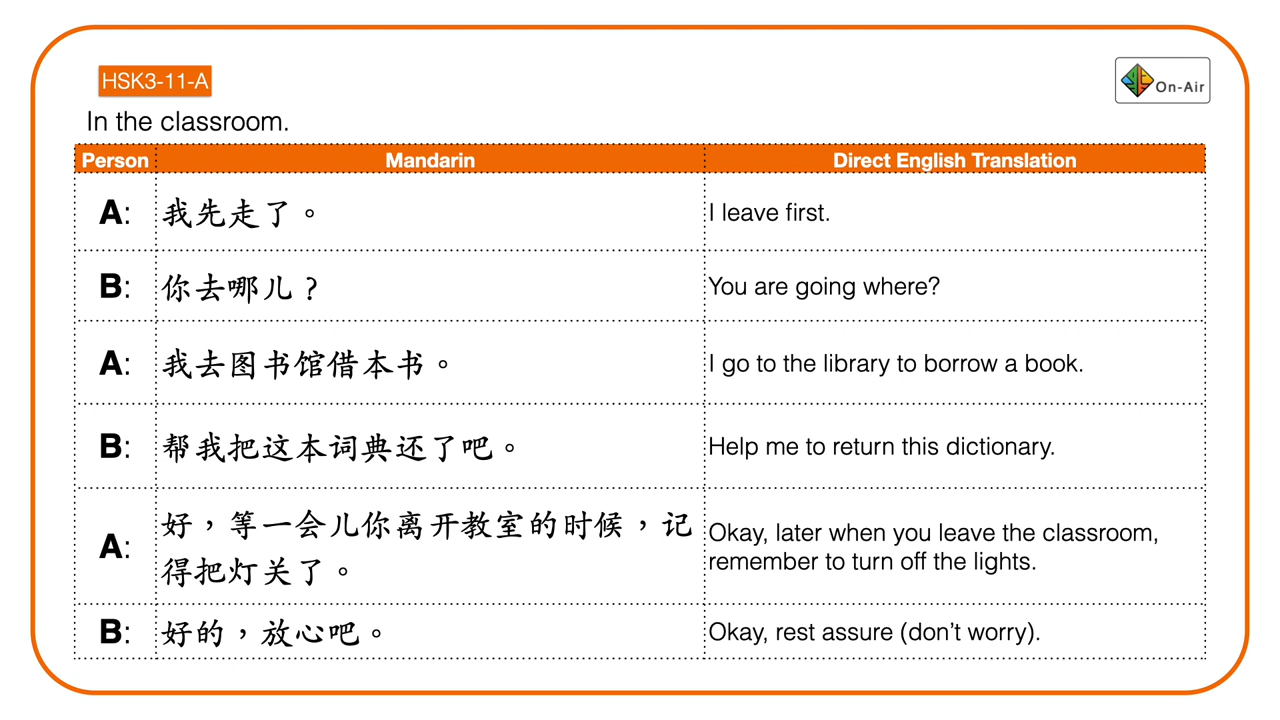 HSK3-11-A
On-Air
In the classroom.
Person Mandarin Direct English Translation
A: 我先走了。 I leave first.
B: 你去哪儿？ You are going where?
A: 我去图书馆借本书。 I go to the library to borrow a book.
B: 帮我把这本词典还了吧。 Help me to return this dictionary.
A: 好，等一会儿你离开教室的时候，记
得把灯关了。
Okay, later when you leave the classroom,
remember to turn off the lights.
B: 好的，放心吧。 Okay, rest assure (don’t worry).